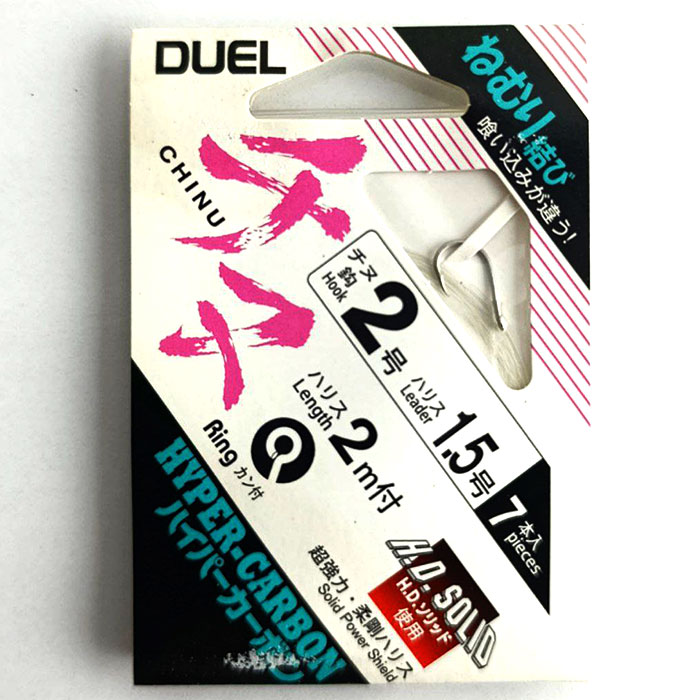 DUEL
ねむり結び
喰い込みが違う!
CHINU
チヌ
チヌ
鈎
Hook
2号
ハリス
Leader
1.5号
7本入
pieces
ハリス
Length
2m付
Ring カン付
HYPER-CARBON
ハイパーカーボン
超強力・柔剛ハリス
Solid Power Shield
H.D. SOLID
H.D.ソリッド
使用